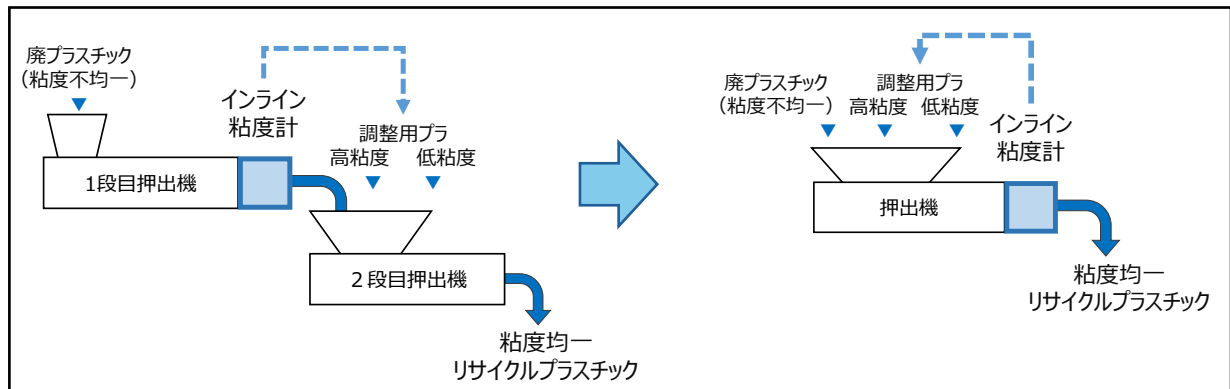 廃プラスチック
（粘度不均一）
インライン
粘度計
調整用プラ
高粘度 低粘度
1段目押出機
２段目押出機
粘度均一
リサイクルプラスチック
廃プラスチック
（粘度不均一）
調整用プラ
高粘度 低粘度
インライン
粘度計
押出機
粘度均一
リサイクルプラスチック